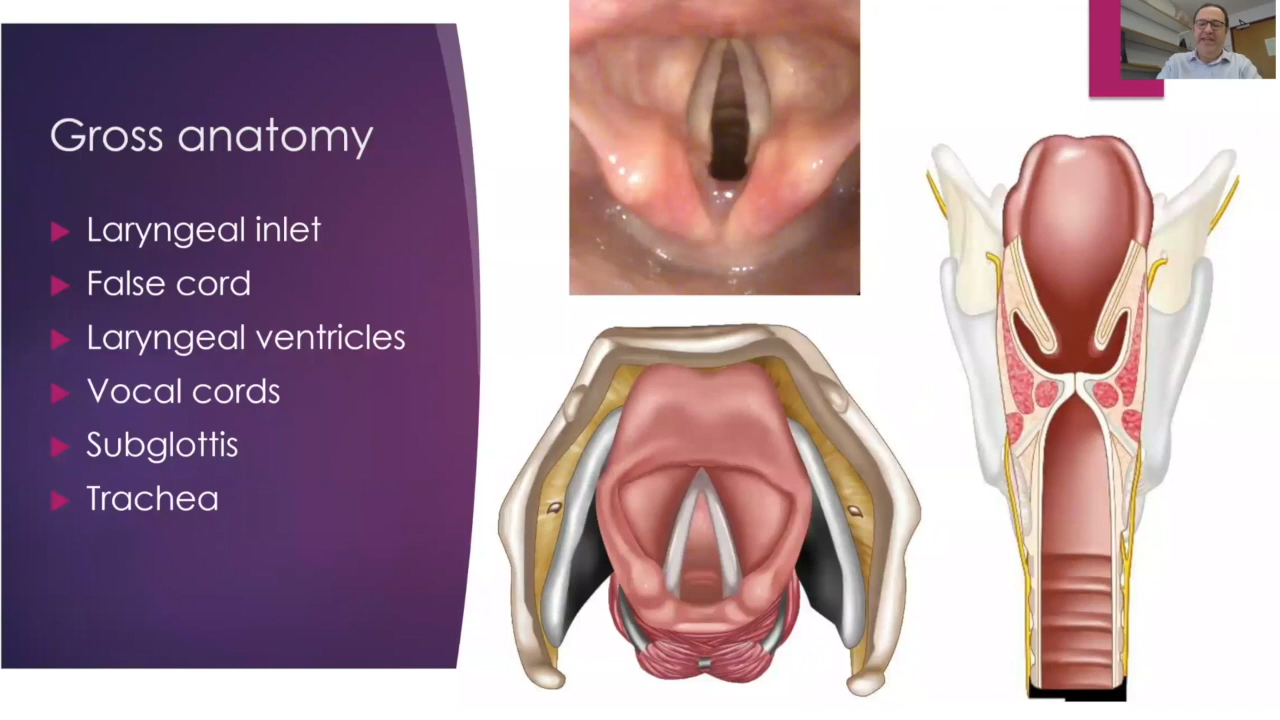 Gross anatomy
Laryngeal inlet
False cord
Laryngeal ventricles
Vocal cords
Subglottis
Trachea